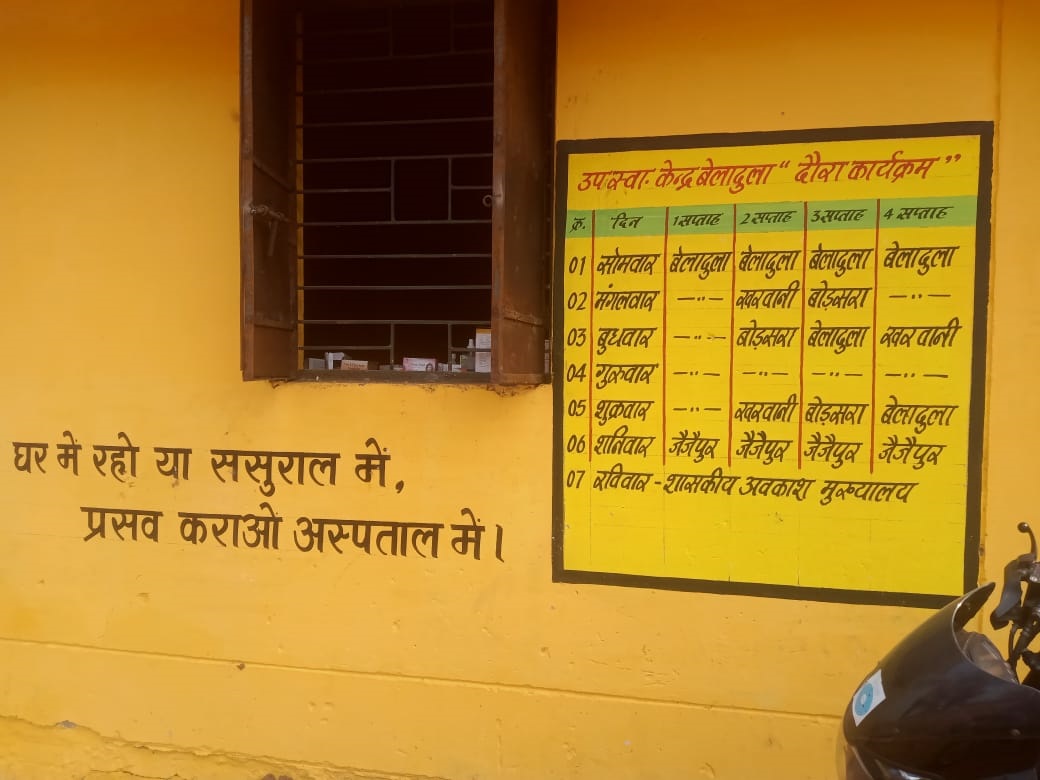 उप स्वा. केन्द्र बेलादुला "दौरा कार्यक्रम"
क्र. दिन 1 सप्ताह 2 सप्ताह 3 सप्ताह 4 सप्ताह
01 सोमवार बेलादुला बेलादुला बेलादुला बेलादुला
02 मंगलवार —"— खरवानी बोड़सरा —"—
03 बुधवार —"— बोड़सरा बेलादुला खरवानी
04 गुरुवार —"— —"— —"— —"—
05 शुक्रवार —"— खरवानी बोड़सरा बेलादुला
06 शनिवार जैजैपुर जैजैपुर जैजैपुर जैजैपुर
07 रविवार - शासकीय अवकाश मुख्यालय
घर में रहो या ससुराल में,
प्रसव कराओ अस्पताल में।